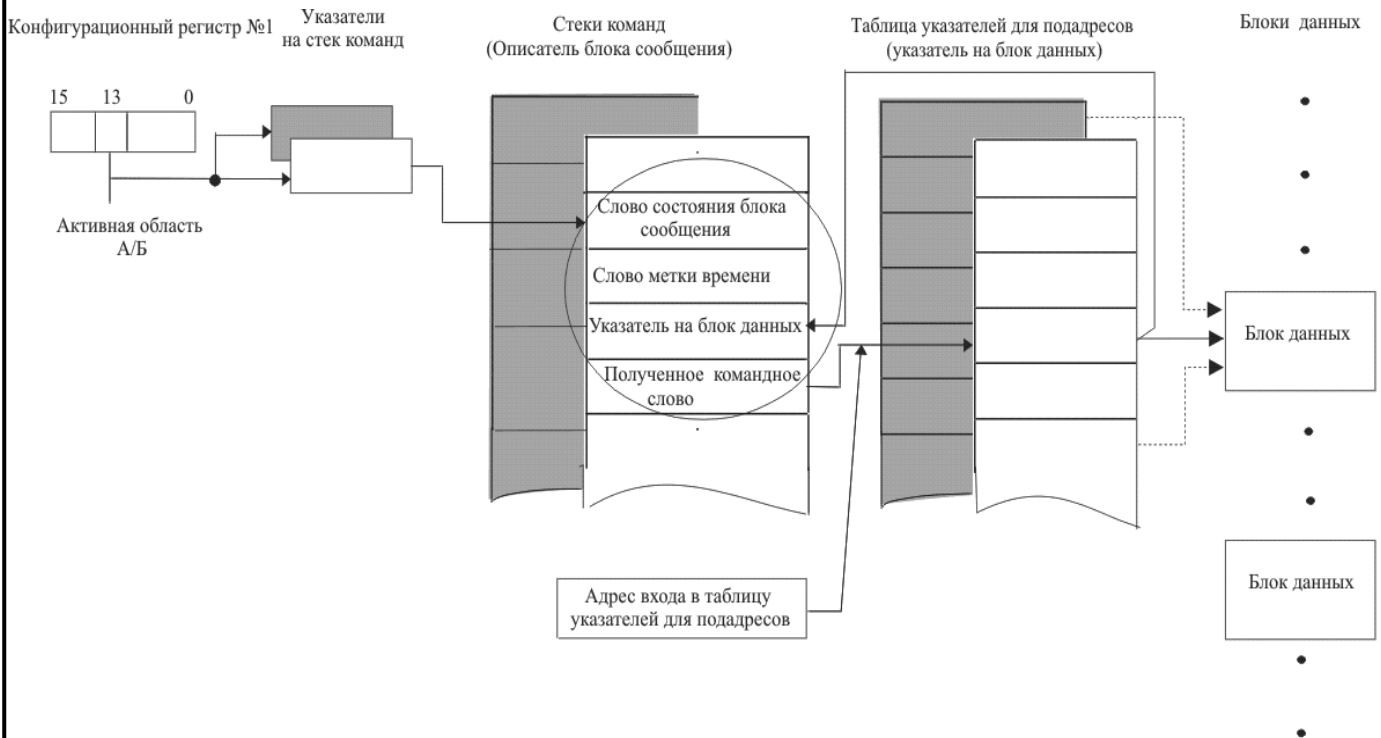 Конфигурационный регистр №1
Указатели
на стек команд
Стеки команд
(Описатель блока сообщения)
Таблица указателей для подадресов
(указатель на блок данных)
Блоки данных
15 13 0
Активная область
А/Б
Слово состояния блока
сообщения
Слово метки времени
Указатель на блок данных
Полученное командное
слово
Блок данных
Адрес входа в таблицу
указателей для подадресов
Блок данных